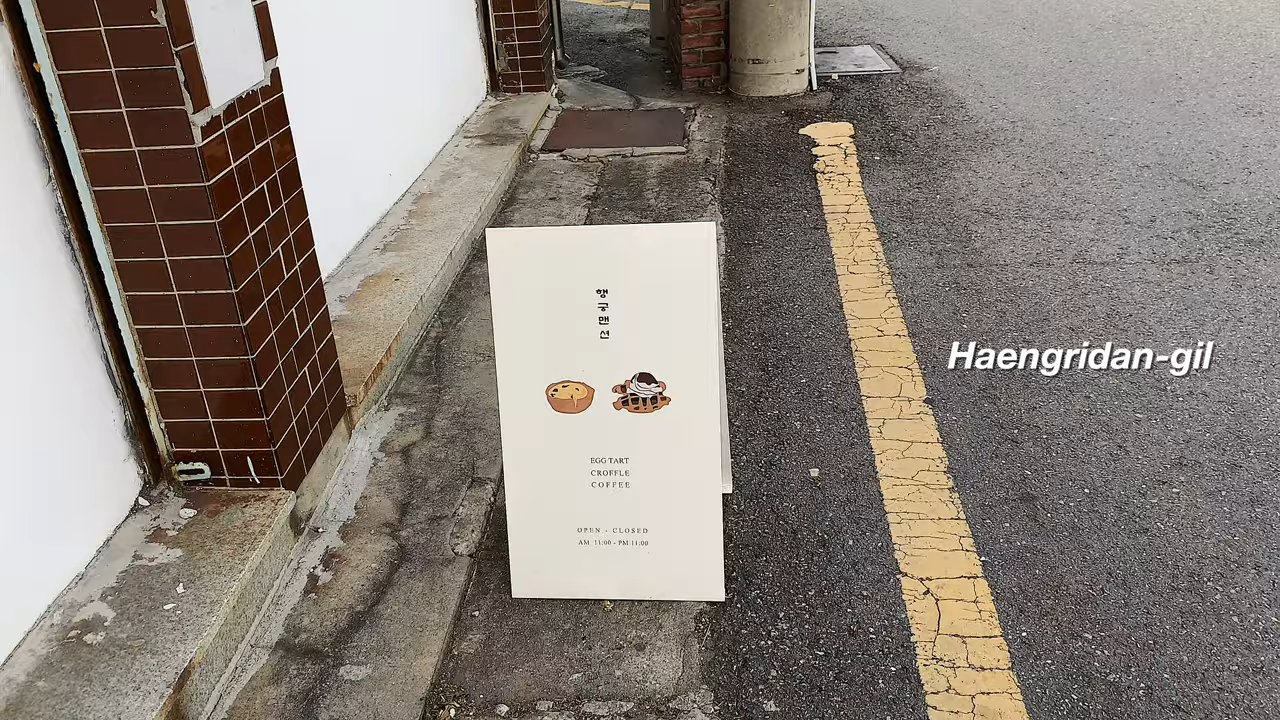 행궁맨션
EGG TART
CROFFLE
COFFEE
OPEN - CLOSED
AM 11:00 - PM 11:00
Haengridan-gil